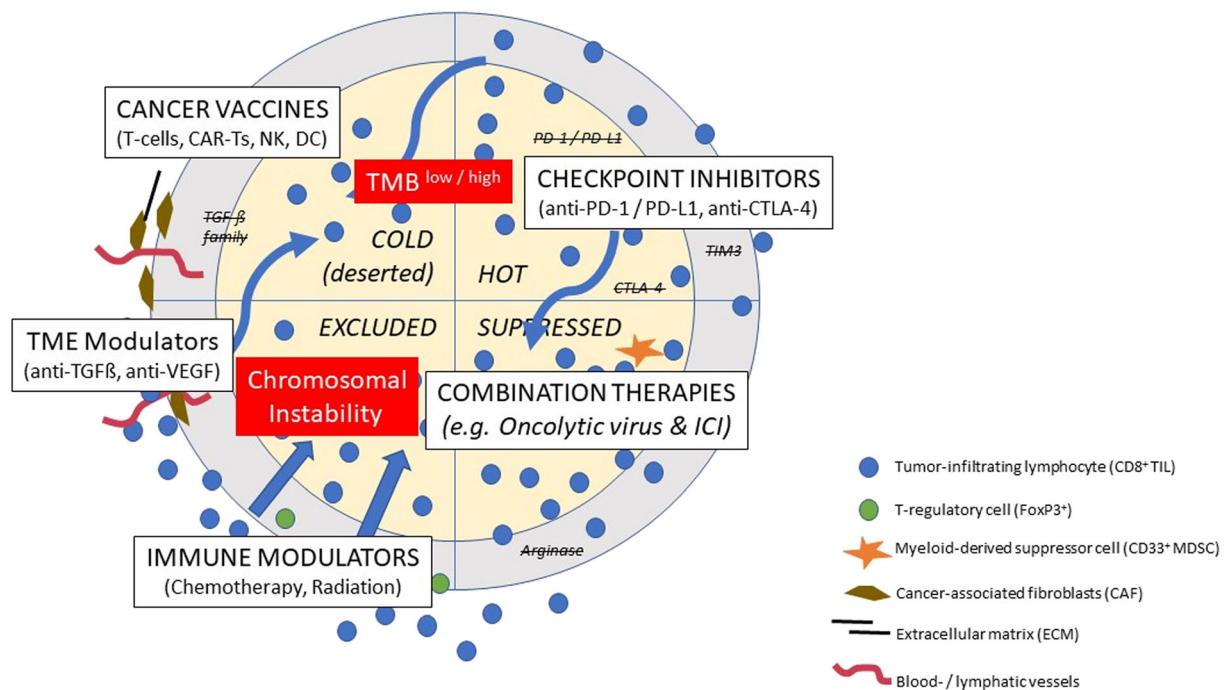 CANCER VACCINES
(T-cells, CAR-Ts, NK, DC)
PD-1 / PD-L1
TMB low / high
CHECKPOINT INHIBITORS
(anti-PD-1 / PD-L1, anti-CTLA-4)
TGF-ß
family
COLD
(deserted)
HOT
TIM3
CTLA-4
EXCLUDED
SUPPRESSED
TME Modulators
(anti-TGFß, anti-VEGF)
Chromosomal
Instability
COMBINATION THERAPIES
(e.g. Oncolytic virus & ICI)
IMMUNE MODULATORS
(Chemotherapy, Radiation)
Arginase
Tumor-infiltrating lymphocyte (CD8+ TIL)
T-regulatory cell (FoxP3+)
Myeloid-derived suppressor cell (CD33+ MDSC)
Cancer-associated fibroblasts (CAF)
Extracellular matrix (ECM)
Blood- / lymphatic vessels